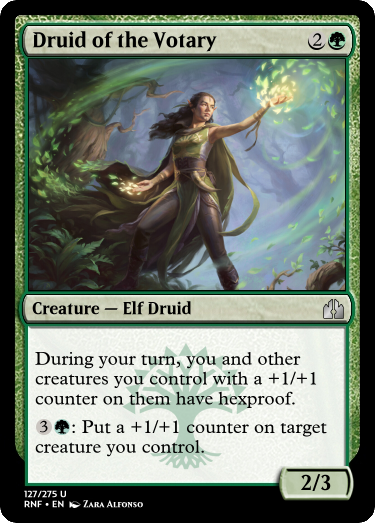 Druid of the Votary 2
Creature — Elf Druid
During your turn, you and other
creatures you control with a +1/+1
counter on them have hexproof.
3 : Put a +1/+1 counter on target
creature you control.
2/3
127/275 U
RNF • EN Zara Alfonso